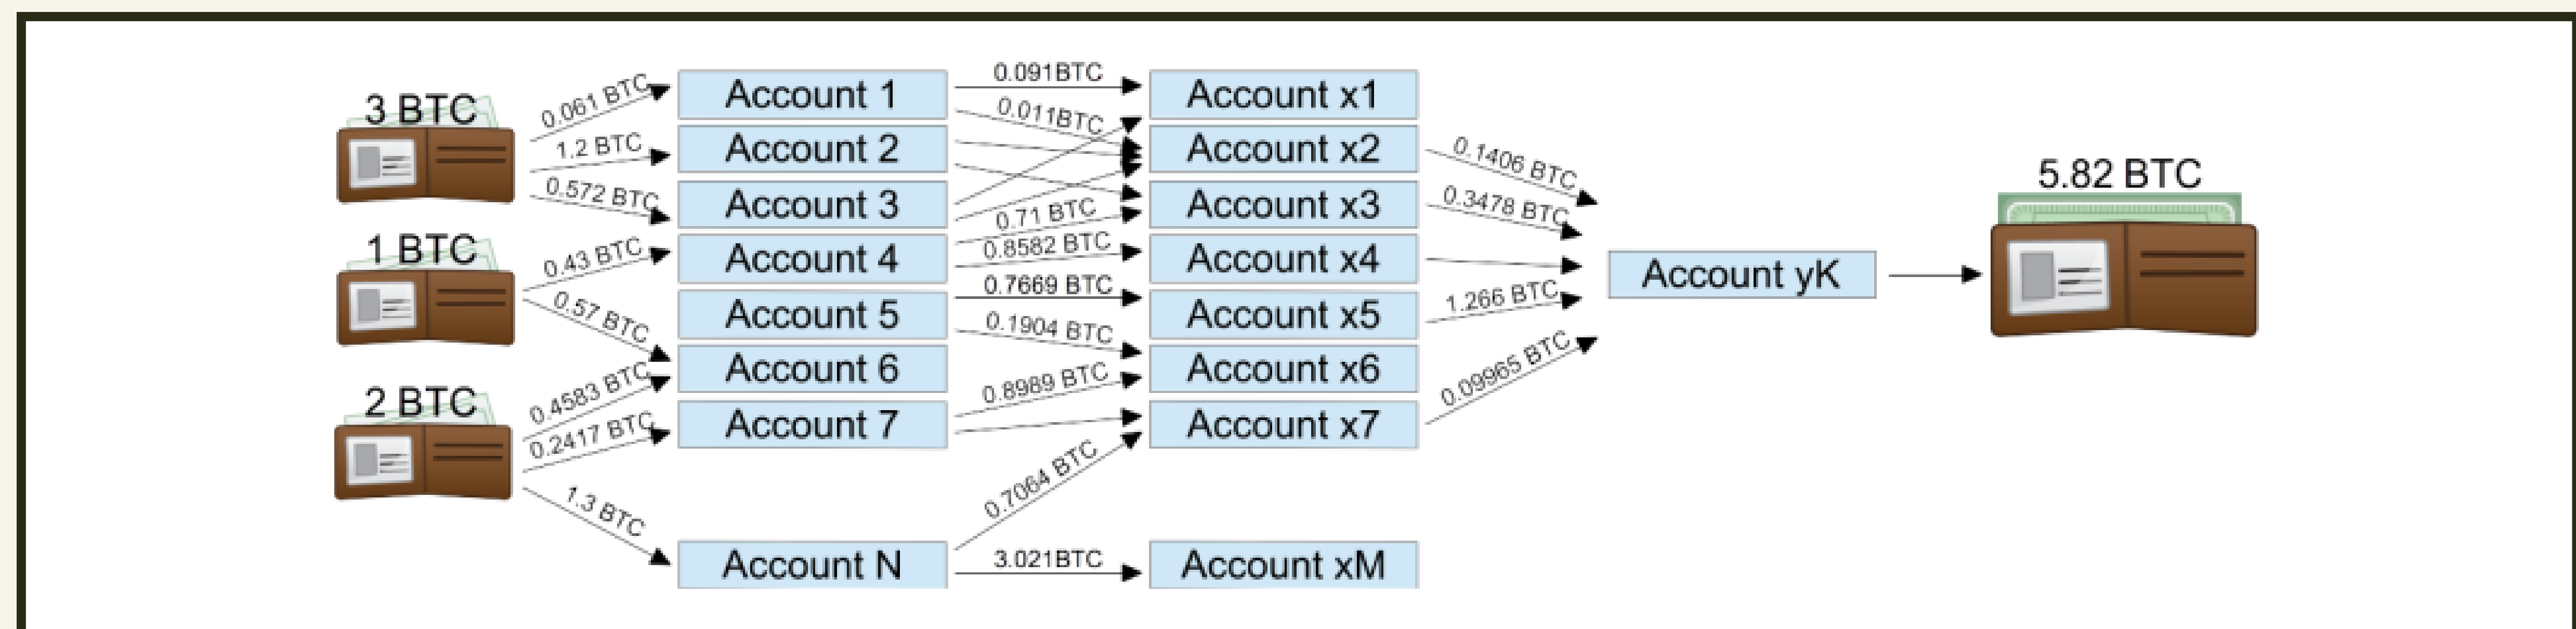 3 BTC
1 BTC
2 BTC
0.061 BTC
1.2 BTC
0.572 BTC
0.43 BTC
0.57 BTC
0.4583 BTC
0.2417 BTC
1.3 BTC
Account 1
Account 2
Account 3
Account 4
Account 5
Account 6
Account 7
Account N
0.091BTC
0.011BTC
0.71 BTC
0.8582 BTC
0.7669 BTC
0.1904 BTC
0.8989 BTC
0.7064 BTC
3.021BTC
Account x1
Account x2
Account x3
Account x4
Account x5
Account x6
Account x7
Account xM
0.1406 BTC
0.3478 BTC
1.266 BTC
0.09965 BTC
Account yK
5.82 BTC